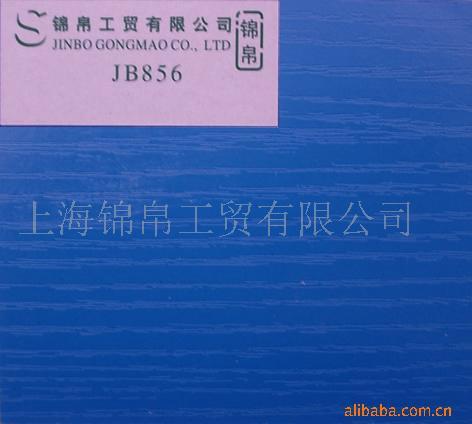 锦帛工贸有限公司
JINBO GONGMAO CO., LTD
锦帛
JB856
上海锦帛工贸有限公司
alibaba.com.cn